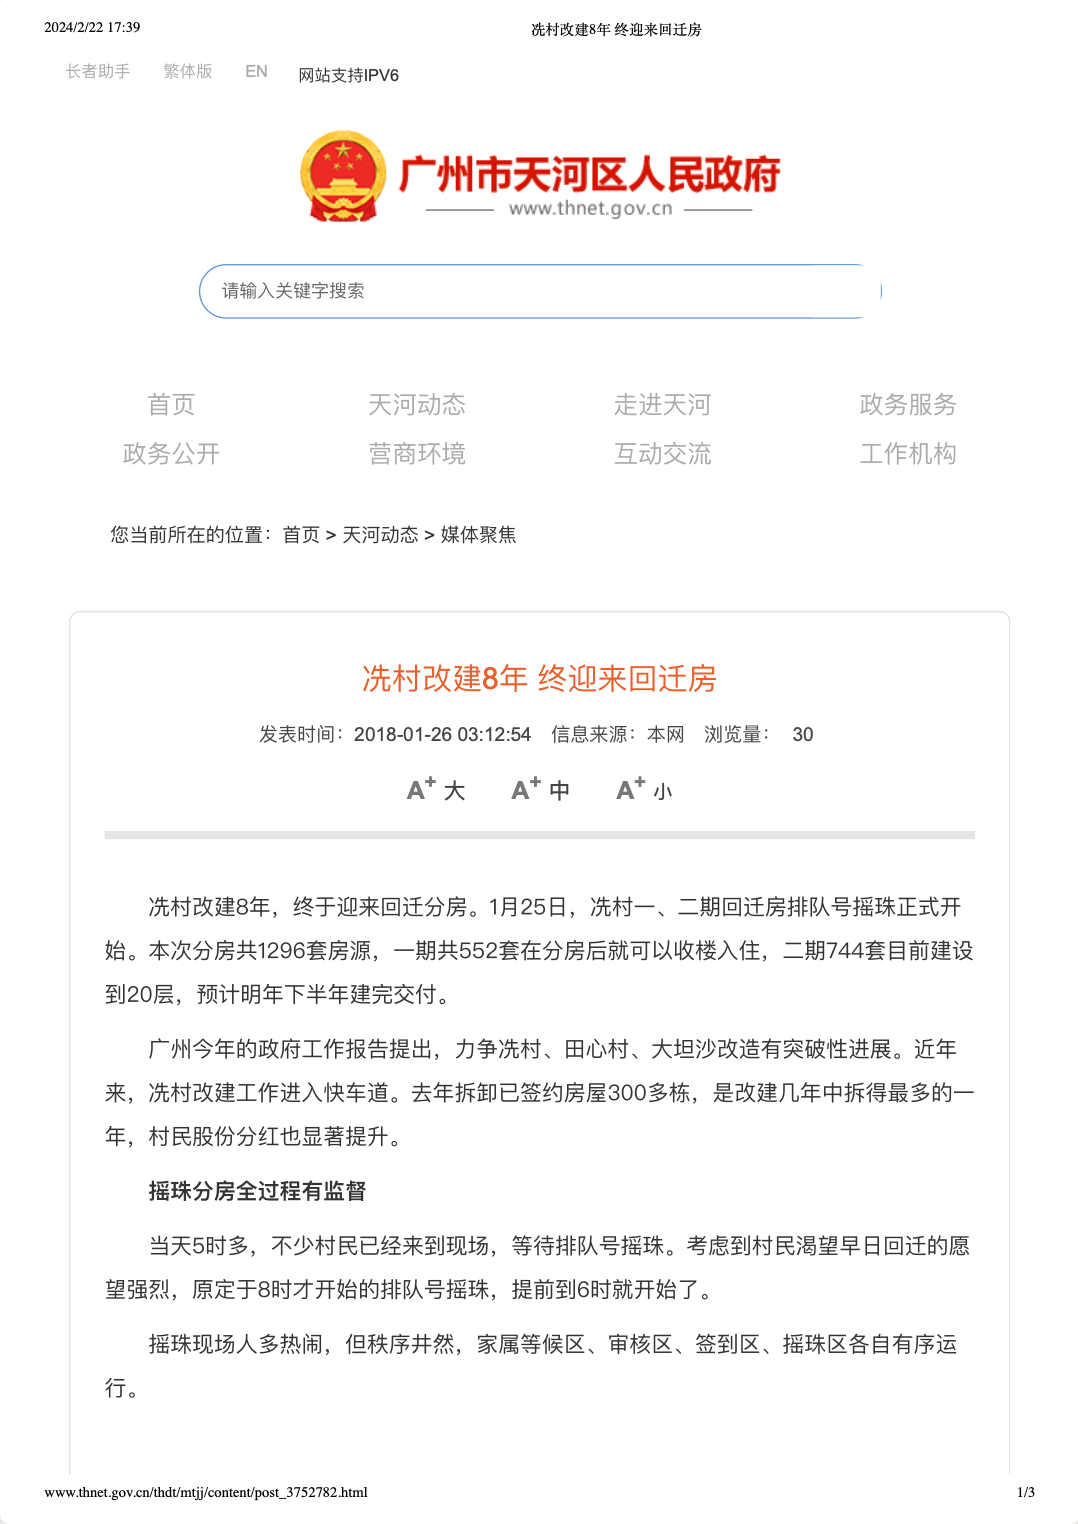 2024/2/22 17:39
冼村改建8年 终迎来回迁房
长者助手 繁体版 EN 网站支持IPV6
广州市天河区人民政府
www.thnet.gov.cn
请输入关键字搜索
首页 天河动态 走进天河 政务服务
政务公开 营商环境 互动交流 工作机构
您当前所在的位置：首页 > 天河动态 > 媒体聚焦
冼村改建8年 终迎来回迁房
发表时间：2018-01-26 03:12:54 信息来源：本网 浏览量： 30
A+ 大 A+ 中 A+ 小
冼村改建8年，终于迎来回迁分房。1月25日，冼村一、二期回迁房排队号摇珠正式开
始。本次分房共1296套房源，一期共552套在分房后就可以收楼入住，二期744套目前建设
到20层，预计明年下半年建完交付。
广州今年的政府工作报告提出，力争冼村、田心村、大坦沙改造有突破性进展。近年
来，冼村改建工作进入快车道。去年拆卸已签约房屋300多栋，是改建几年中拆得最多的一
年，村民股份分红也显著提升。
摇珠分房全过程有监督
当天5时多，不少村民已经来到现场，等待排队号摇珠。考虑到村民渴望早日回迁的愿
望强烈，原定于8时才开始的排队号摇珠，提前到6时就开始了。
摇珠现场人多热闹，但秩序井然，家属等候区、审核区、签到区、摇珠区各自有序运
行。
www.thnet.gov.cn/thdt/mtjj/content/post_3752782.html
1/3